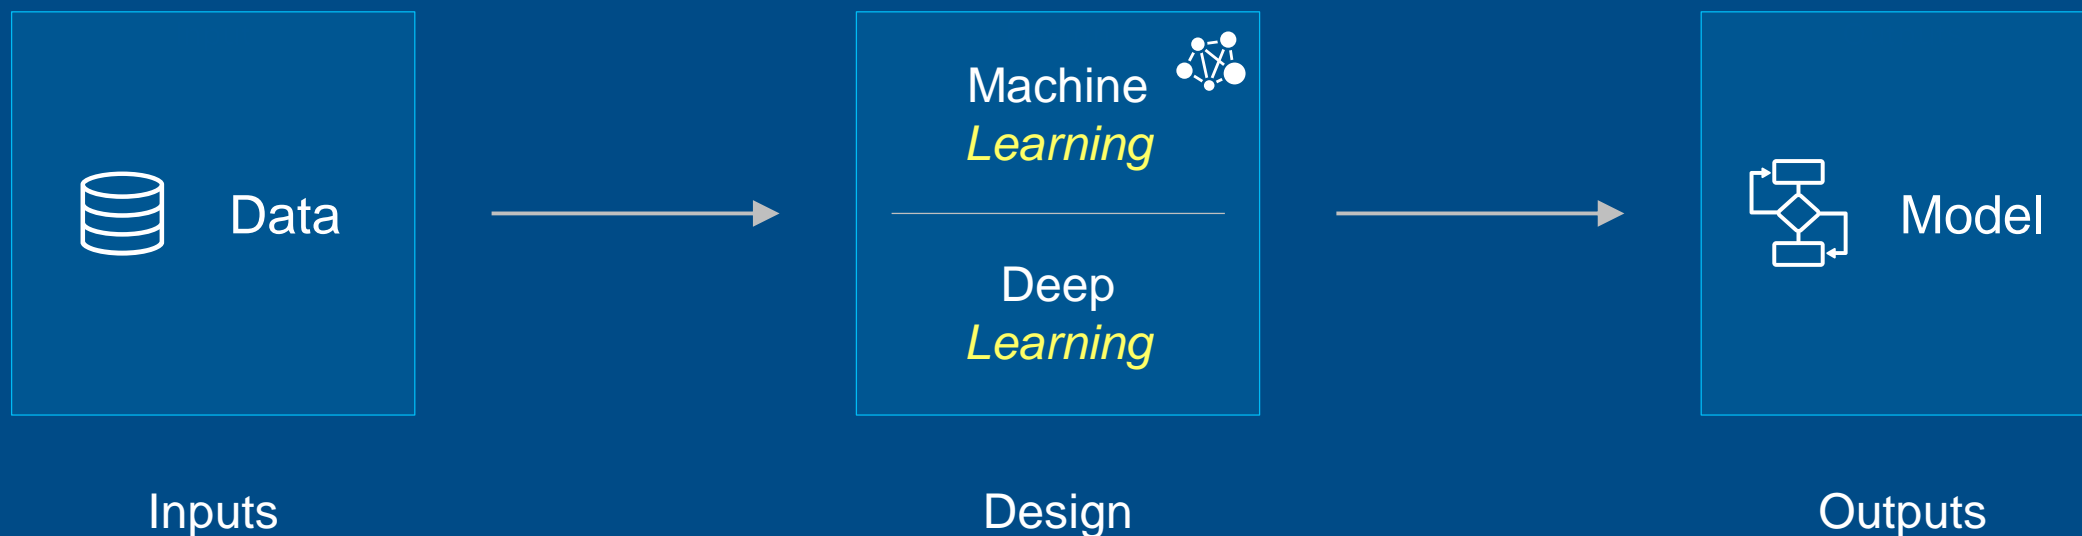 Data
Machine
Learning
Deep
Learning
Model
Inputs
Design
Outputs